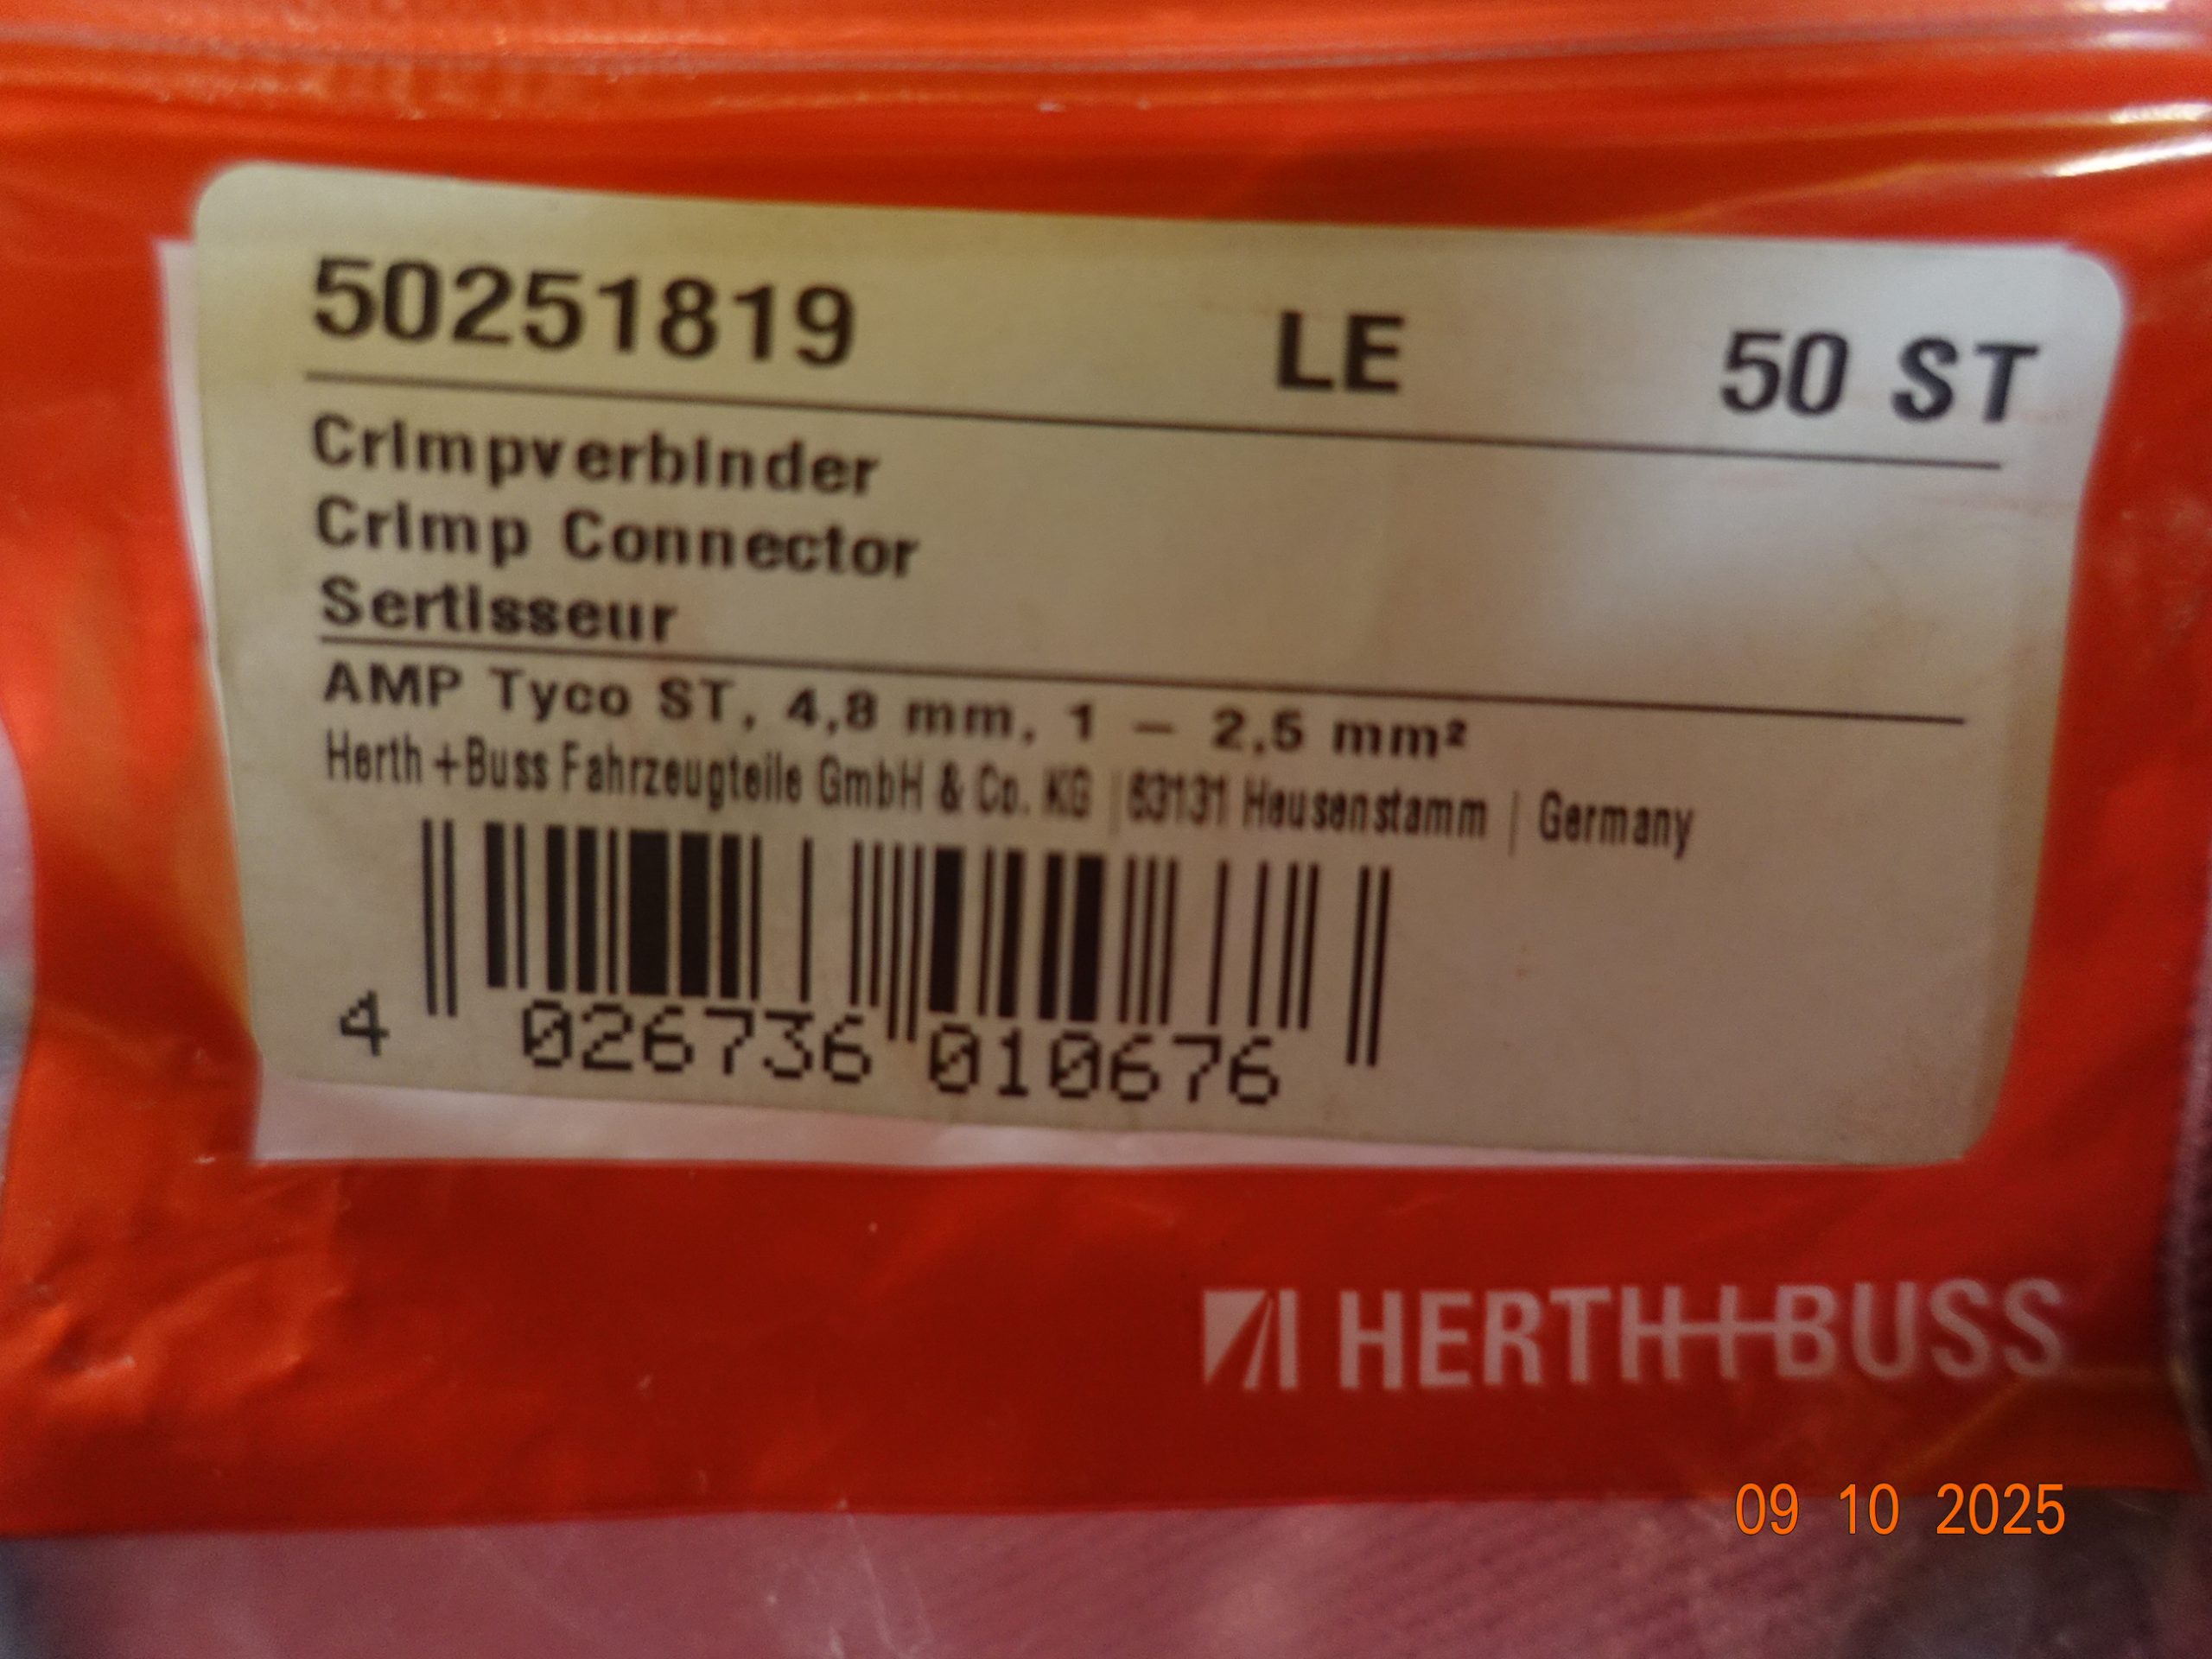 50251819 LE 50 ST
Crimpverbinder
Crimp Connector
Sertisseur
AMP Tyco ST, 4,8 mm, 1 – 2,5 mm²
Herth+Buss Fahrzeugteile GmbH & Co. KG | 63131 Heusenstamm | Germany
4 026736 010676
HERTH+BUSS
09 10 2025